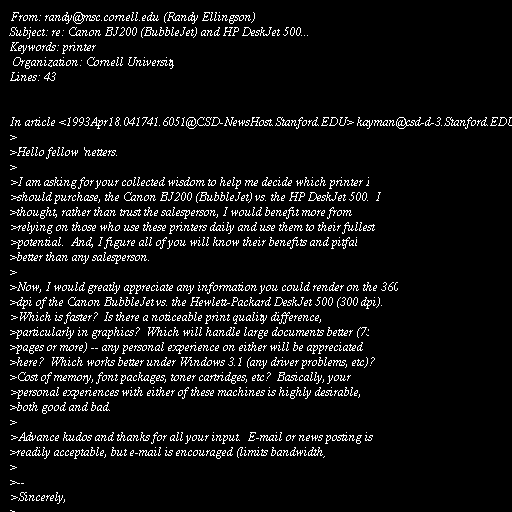 From: randy@msc.cornell.edu (Randy Ellingson)
Subject: re: Canon BJ200 (BubbleJet) and HP DeskJet 500...
Keywords: printer
Organization: Cornell University
Lines: 43
In article <1993Apr18.041741.6051@CSD-NewsHost.Stanford.EDU> kayman@csd-d-3.Stanford.EDU
>
>Hello fellow 'netters.
>
>I am asking for your collected wisdom to help me decide which printer I
>should purchase, the Canon BJ200 (BubbleJet) vs. the HP DeskJet 500.  I
>thought, rather than trust the salesperson, I would benefit more from
>relying on those who use these printers daily and use them to their fullest
>potential.  And, I figure all of you will know their benefits and pitfal
>better than any salesperson.
>
>Now, I would greatly appreciate any information you could render on the 360
>dpi of the Canon BubbleJet vs. the Hewlett-Packard DeskJet 500 (300 dpi).
>Which is faster?  Is there a noticeable print quality difference,
>particularly in graphics?  Which will handle large documents better (75
>pages or more) -- any personal experience on either will be appreciated
>here?  Which works better under Windows 3.1 (any driver problems, etc)?
>Cost of memory, font packages, toner cartridges, etc?  Basically, your
>personal experiences with either of these machines is highly desirable,
>both good and bad.
>
>Advance kudos and thanks for all your input.  E-mail or news posting is
>readily acceptable, but e-mail is encouraged (limits bandwidth
>
>--
>Sincerely,
>